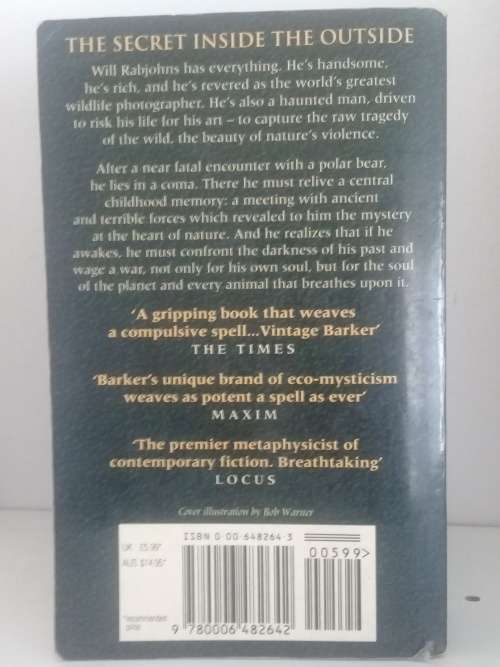 THE SECRET INSIDE THE OUTSIDE
Will Rabjohns has everything. He's handsome,
he's rich, and he's revered as the world's greatest
wildlife photographer. He's also a haunted man, driven
to risk his life for his art – to capture the raw tragedy
of the wild, the beauty of nature's violence.
After a near fatal encounter with a polar bear,
he lies in a coma. There he must relive a central
childhood memory: a meeting with ancient
and terrible forces which revealed to him the mystery
at the heart of nature. And he realizes that if he
awakes, he must confront the darkness of his past and
wage a war, not only for his own soul, but for the soul
of the planet and every animal that breathes upon it.
'A gripping book that weaves
a compulsive spell...Vintage Barker'
THE TIMES
'Barker's unique brand of eco-mysticism
weaves as potent a spell as ever'
MAXIM
'The premier metaphysicist of
contemporary fiction. Breathtaking'
LOCUS
Cover illustration by Bob Warner
ISBN 0 00 648264 3
00599>
UK £5.99*
AUS $14.95*
*recommended
price
9 780006 482642